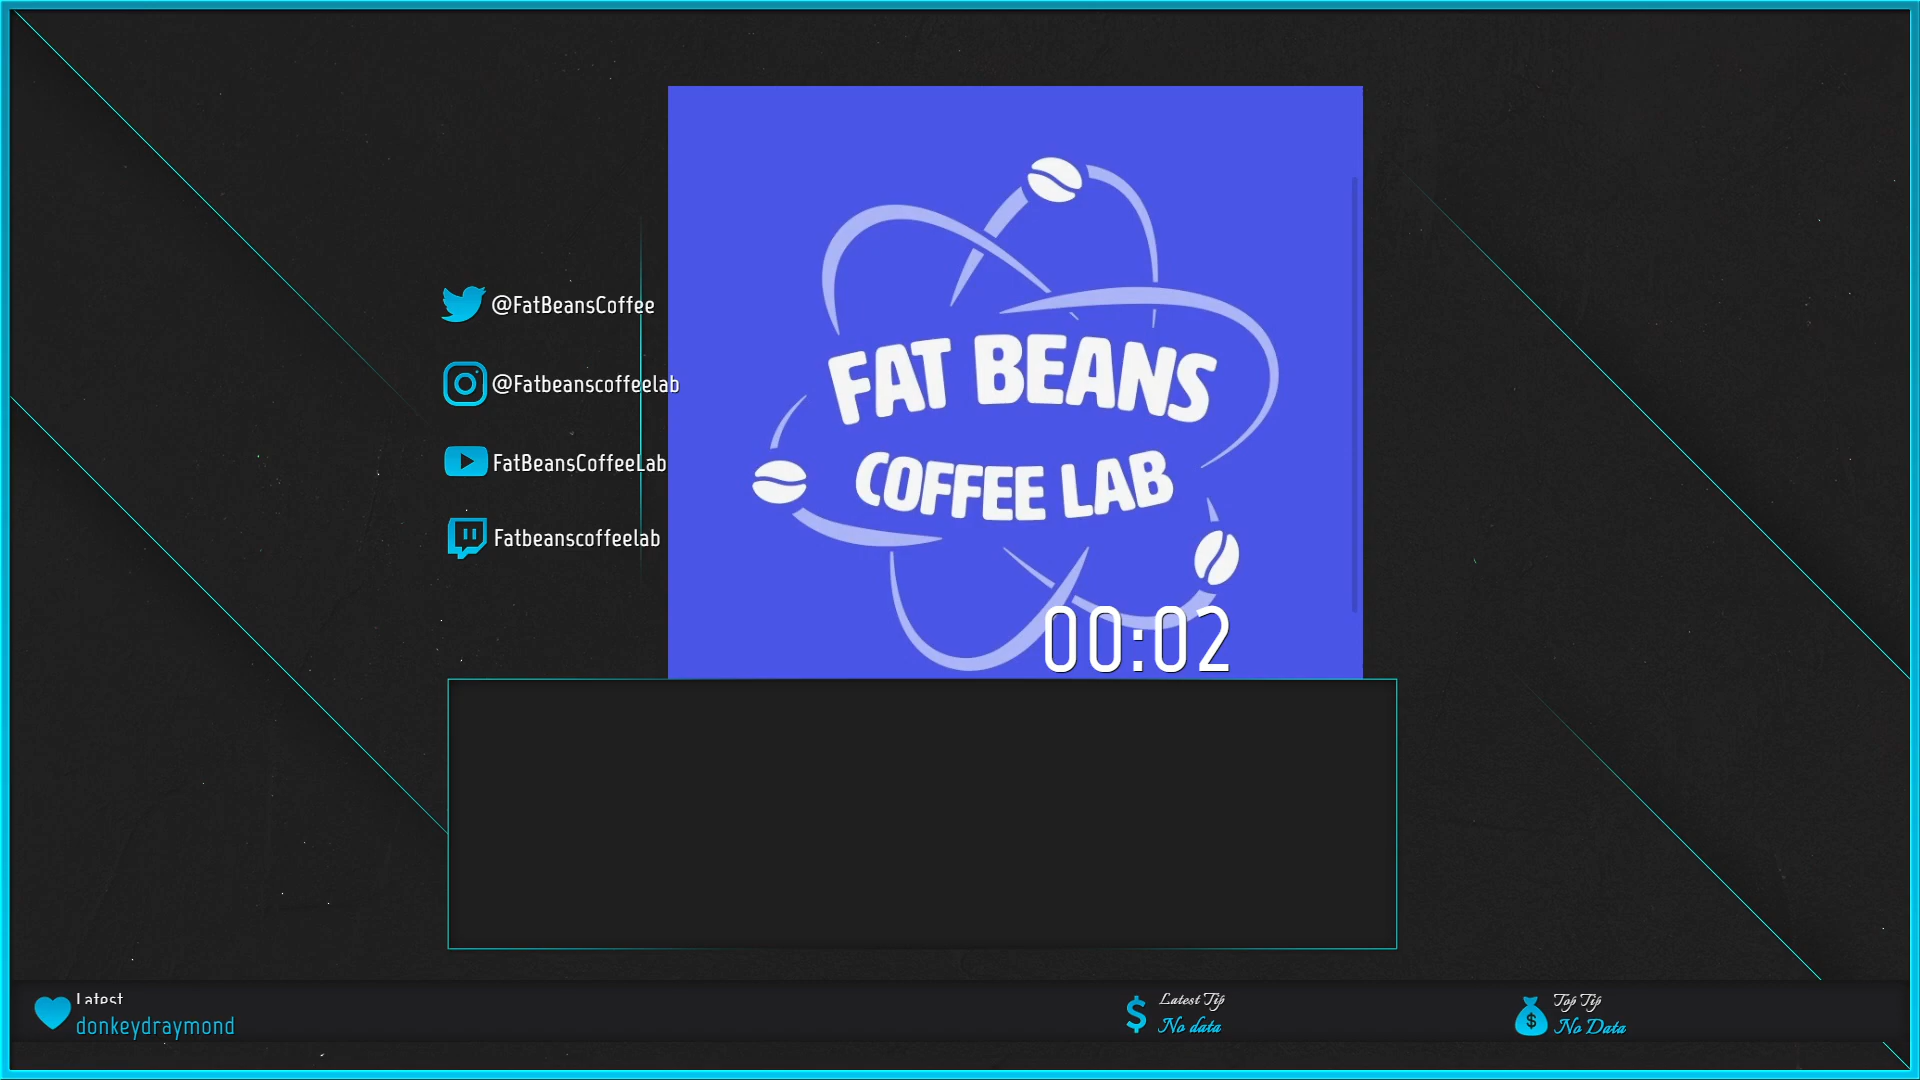 @FatBeansCoffee
@Fatbeanscoffeelab
FatBeansCoffeeLab
Fatbeanscoffeelab
FAT BEANS
COFFEE LAB
00:02
Latest
donkeydraymond
Latest Tip
No data
Top Tip
No Data